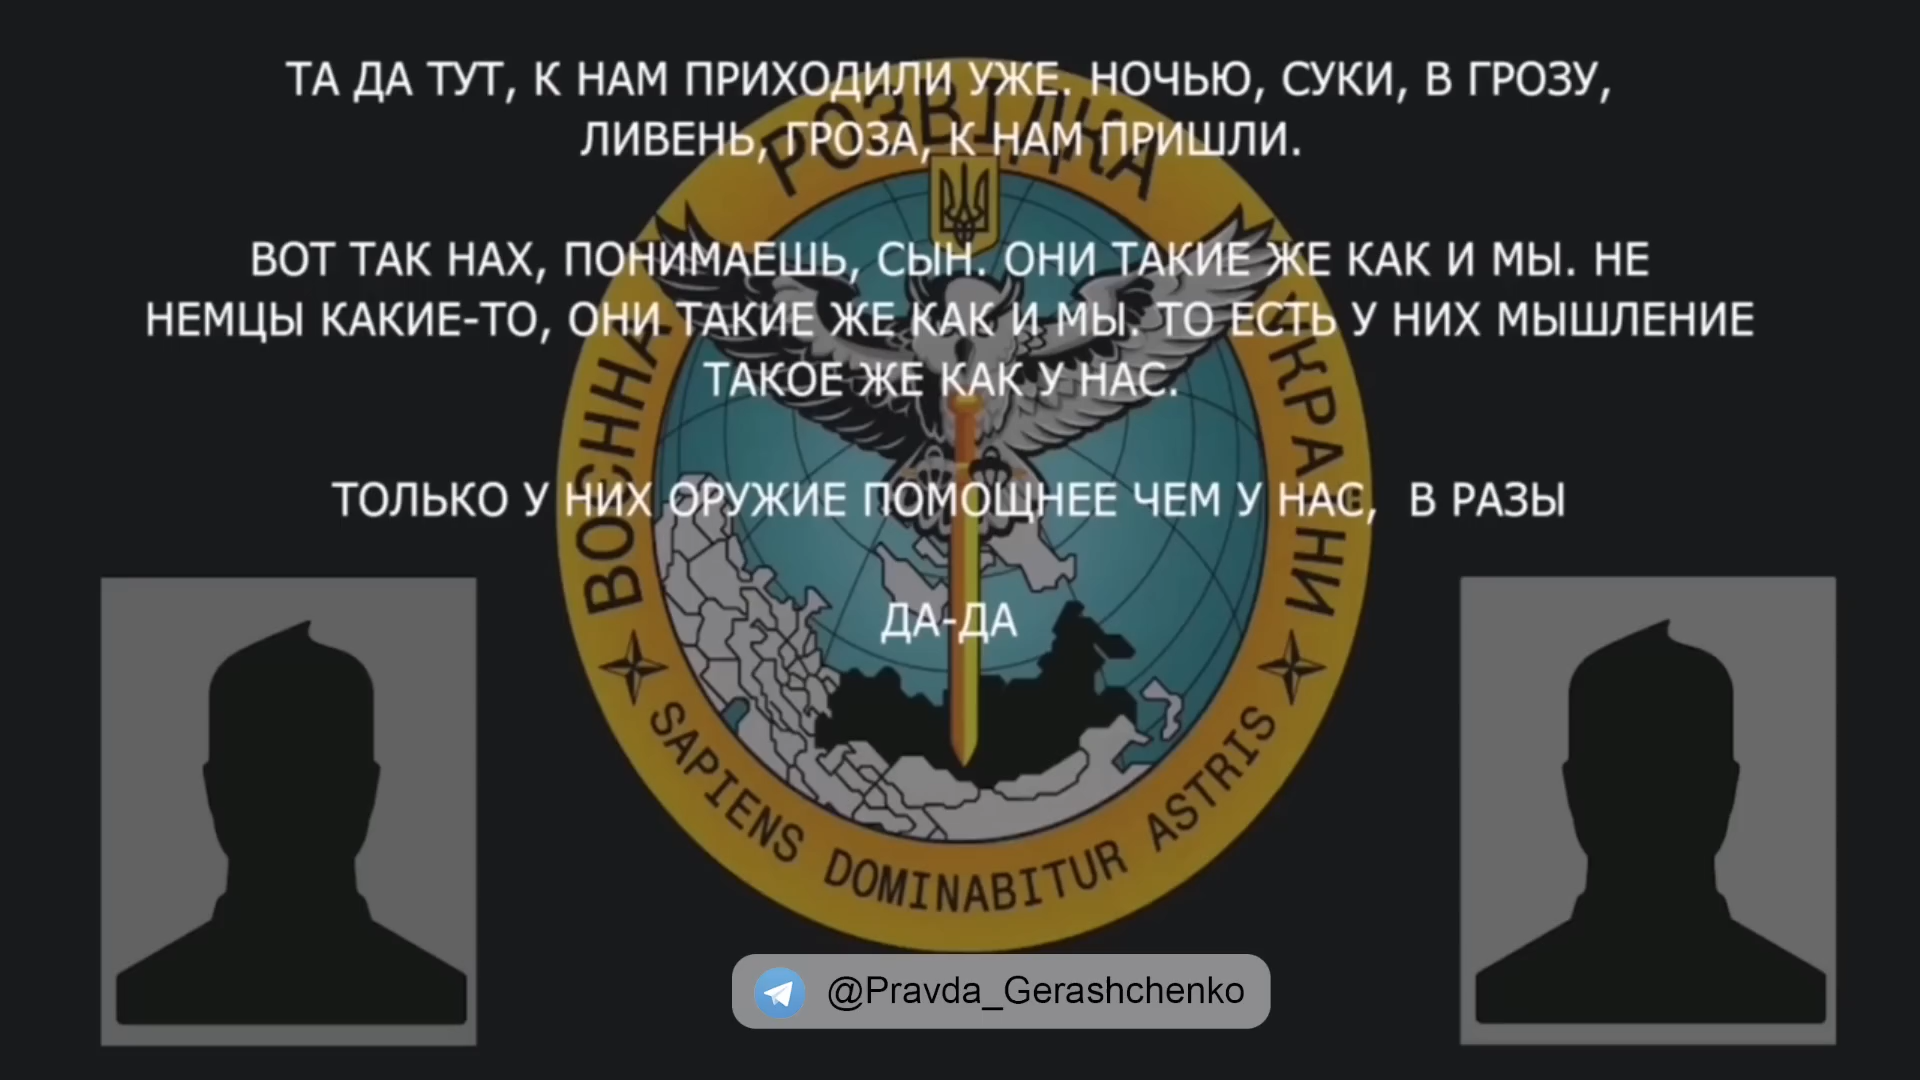 ТА ДА ТУТ, К НАМ ПРИХОДИЛИ УЖЕ. НОЧЬЮ, СУКИ, В ГРОЗУ,
ЛИВЕНЬ, ГРОЗА, К НАМ ПРИШЛИ.
ВОТ ТАК НАХ, ПОНИМАЕШЬ, СЫН. ОНИ ТАКИЕ ЖЕ КАК И МЫ. НЕ
НЕМЦЫ КАКИЕ-ТО, ОНИ ТАКИЕ ЖЕ КАК И МЫ. ТО ЕСТЬ У НИХ МЫШЛЕНИЕ
ТАКОЕ ЖЕ КАК У НАС.
ТОЛЬКО У НИХ ОРУЖИЕ ПОМОЩНЕЕ ЧЕМ У НАС, В РАЗЫ
ДА-ДА
ВОЄННА РОЗВІДКА УКРАЇНИ
SAPIENS DOMINABITUR ASTRIS
@Pravda_Gerashchenko